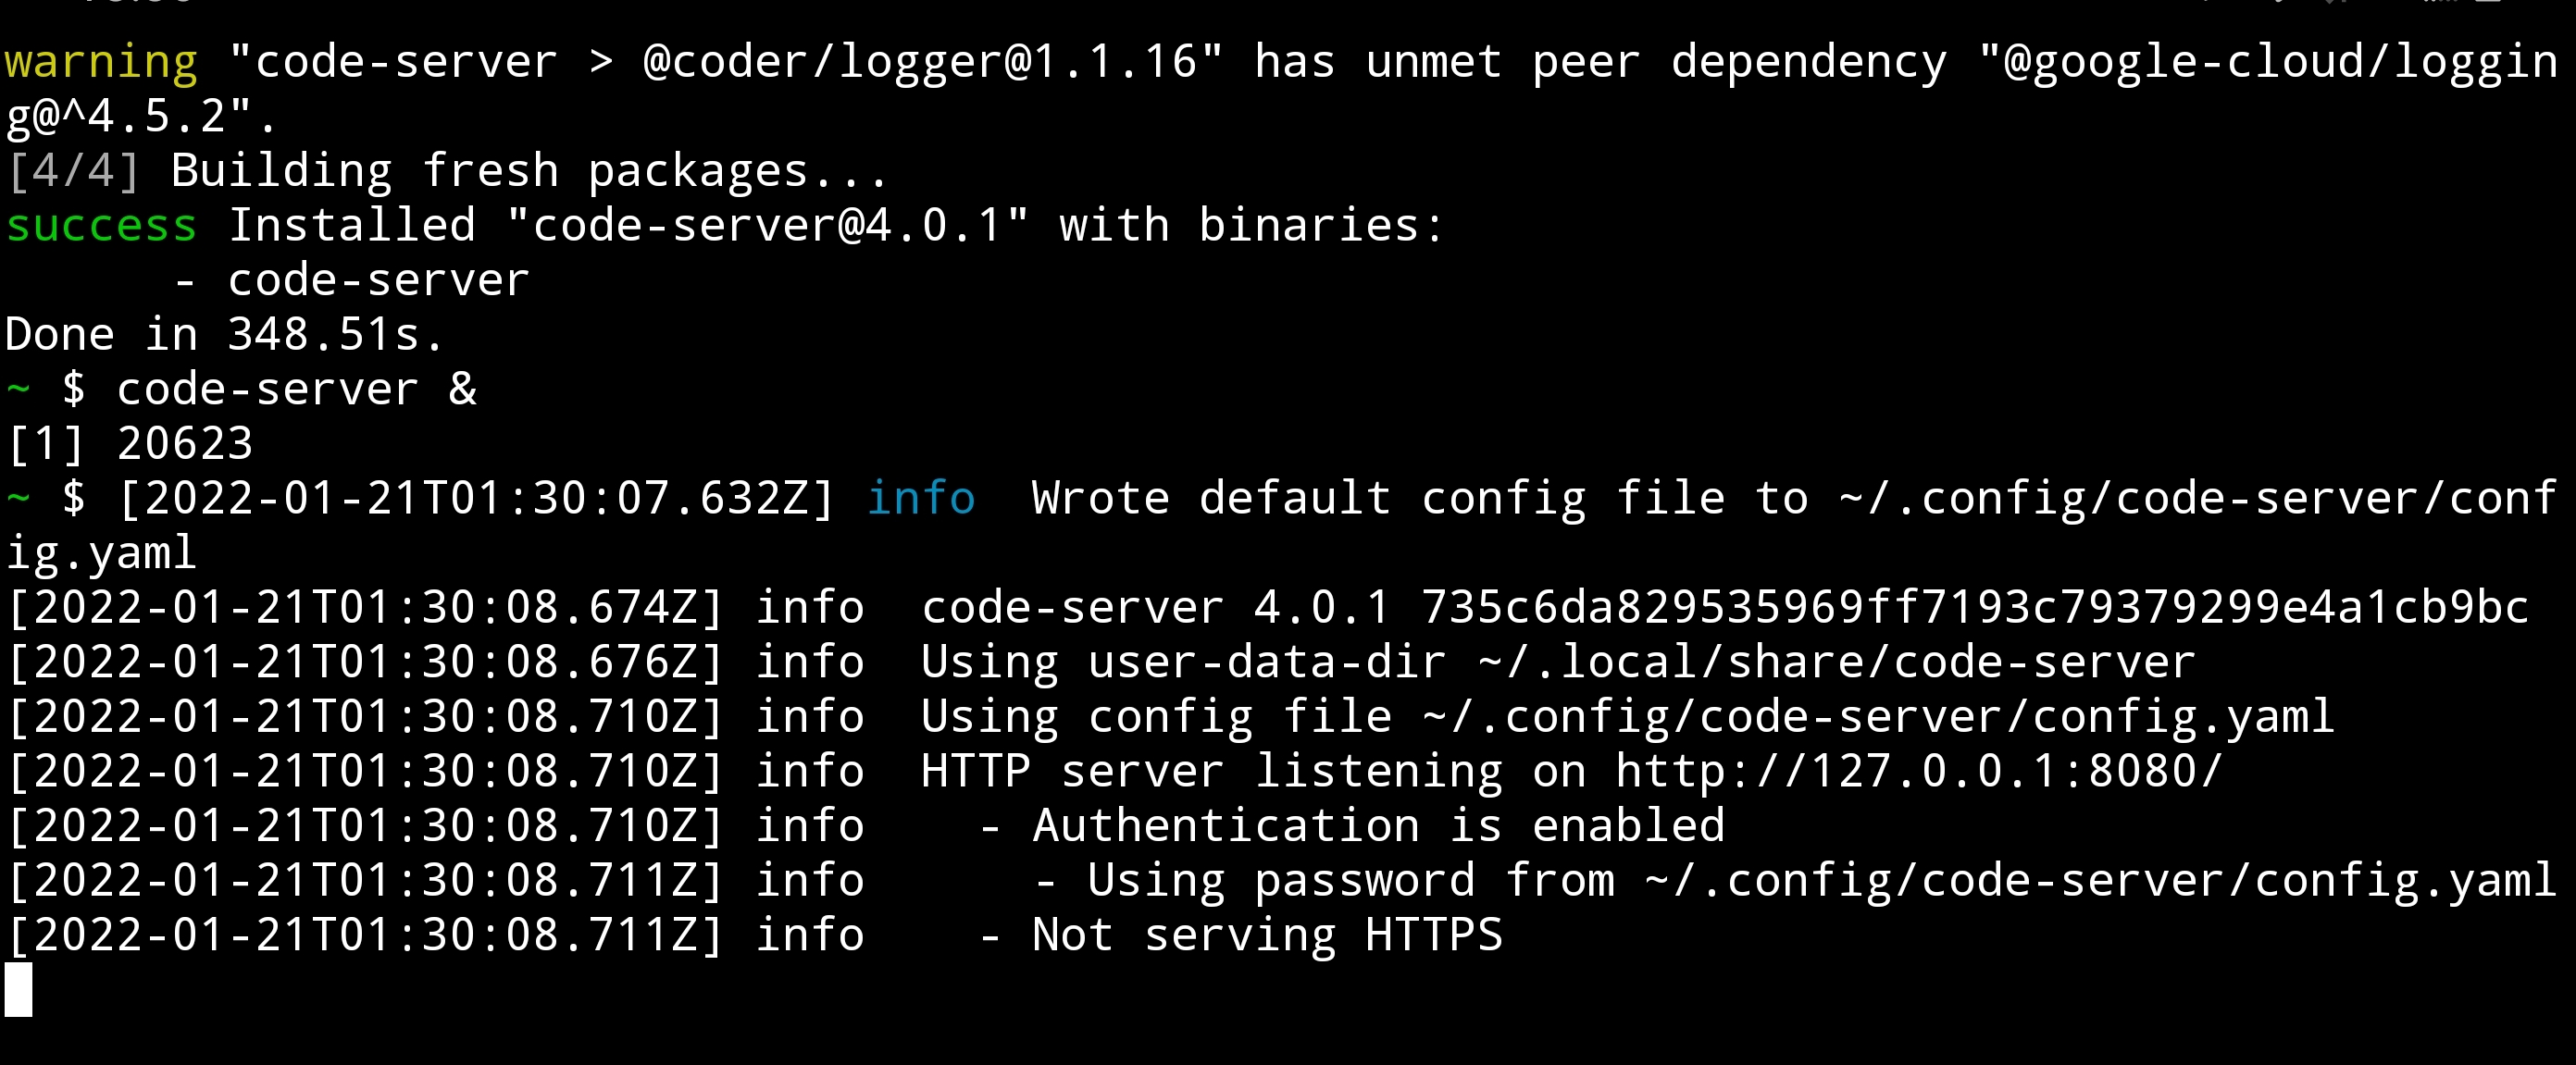 warning "code-server > @coder/logger@1.1.16" has unmet peer dependency "@google-cloud/loggin
g@^4.5.2".
[4/4] Building fresh packages...
success Installed "code-server@4.0.1" with binaries:
      - code-server
Done in 348.51s.
~ $ code-server &
[1] 20623
~ $ [2022-01-21T01:30:07.632Z] info  Wrote default config file to ~/.config/code-server/conf
ig.yaml
[2022-01-21T01:30:08.674Z] info  code-server 4.0.1 735c6da829535969ff7193c79379299e4a1cb9bc
[2022-01-21T01:30:08.676Z] info  Using user-data-dir ~/.local/share/code-server
[2022-01-21T01:30:08.710Z] info  Using config file ~/.config/code-server/config.yaml
[2022-01-21T01:30:08.710Z] info  HTTP server listening on http://127.0.0.1:8080/
[2022-01-21T01:30:08.710Z] info    - Authentication is enabled
[2022-01-21T01:30:08.711Z] info      - Using password from ~/.config/code-server/config.yaml
[2022-01-21T01:30:08.711Z] info    - Not serving HTTPS